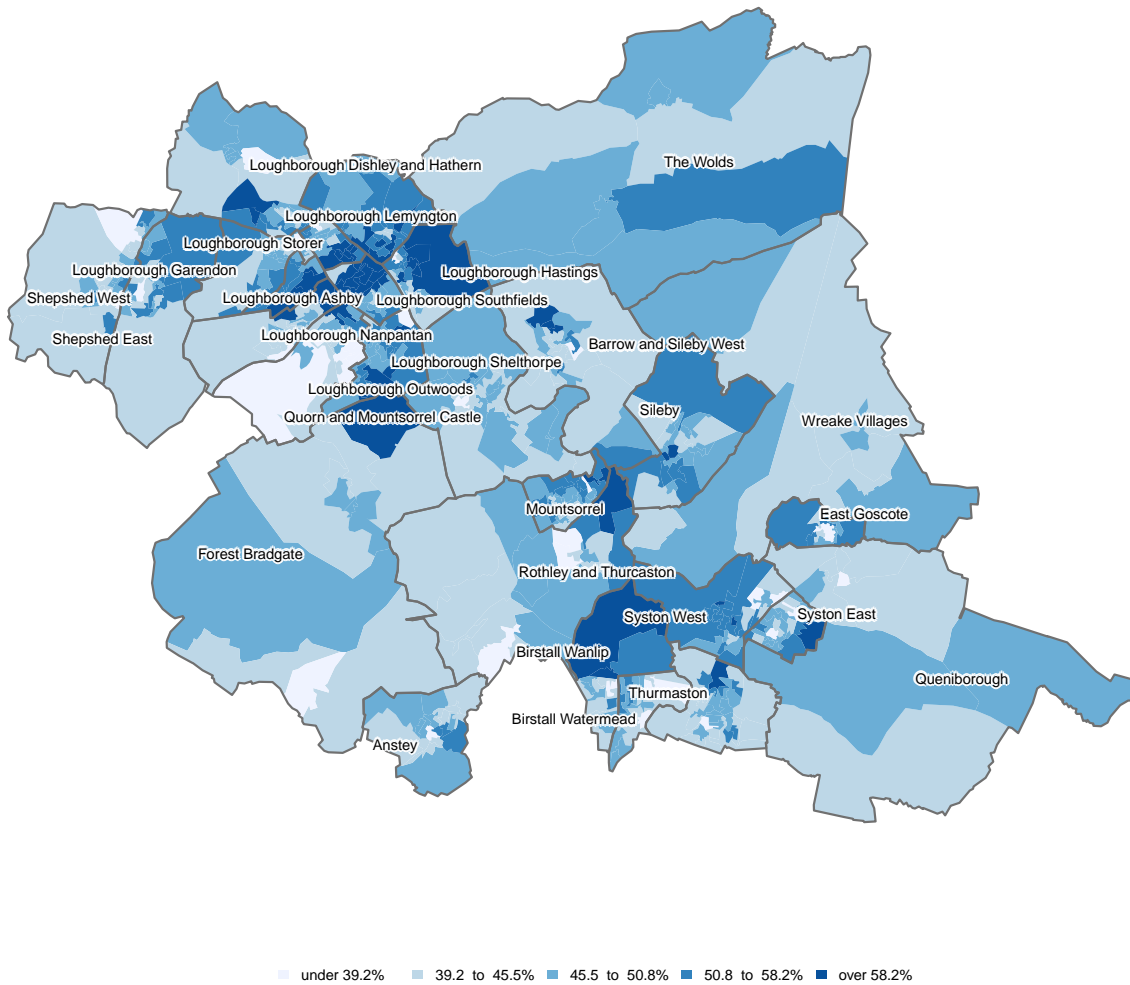 The Wolds
Loughborough Dishley and Hathern
Loughborough Lemyngton
Loughborough Storer
Loughborough Garendon
Loughborough Hastings
Shepshed West
Loughborough Ashby
Loughborough Southfields
Shepshed East
Loughborough Nanpantan
Barrow and Sileby West
Loughborough Shelthorpe
Loughborough Outwoods
Quorn and Mountsorrel Castle
Sileby
Wreake Villages
Mountsorrel
East Goscote
Forest Bradgate
Rothley and Thurcaston
Syston West
Syston East
Birstall Wanlip
Queniborough
Thurmaston
Birstall Watermead
Anstey
under 39.2% 39.2 to 45.5% 45.5 to 50.8% 50.8 to 58.2% over 58.2%